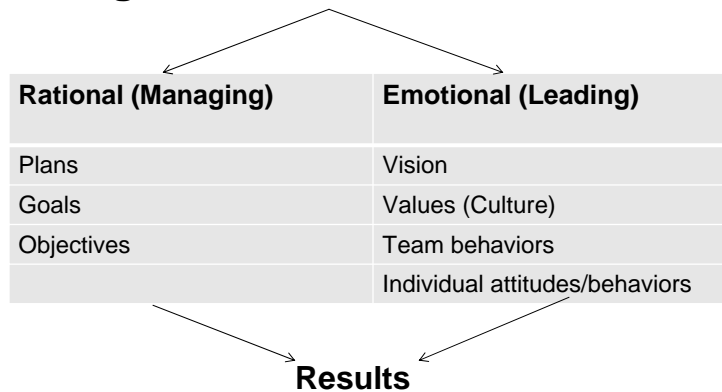 Rational (Managing) Emotional (Leading)
Plans Vision
Goals Values (Culture)
Objectives Team behaviors
Individual attitudes/behaviors
Results